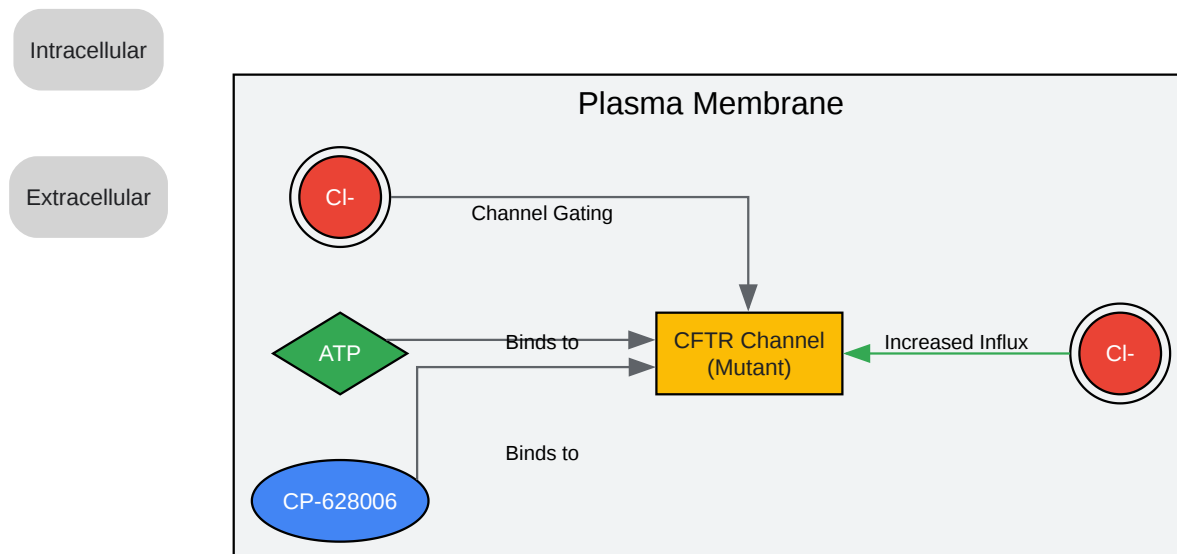 Intracellular
Plasma Membrane
Extracellular
Cl-
Channel Gating
ATP
Binds to
CFTR Channel
(Mutant)
Increased Influx
Cl-
Binds to
CP-628006